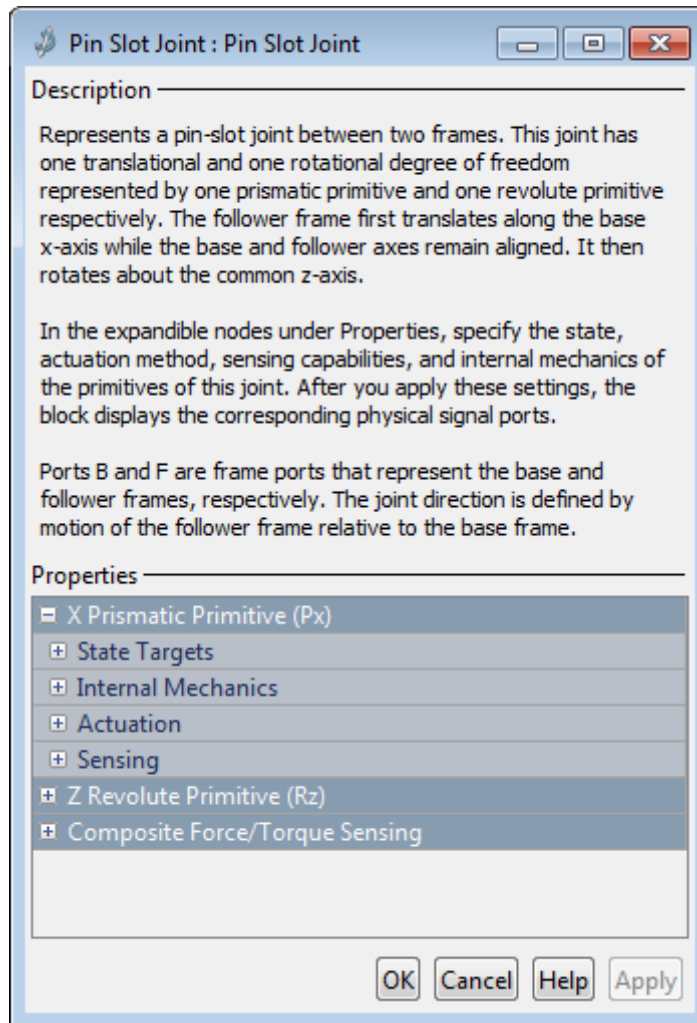 Pin Slot Joint : Pin Slot Joint
Description
Represents a pin-slot joint between two frames. This joint has
one translational and one rotational degree of freedom
represented by one prismatic primitive and one revolute primitive
respectively. The follower frame first translates along the base
x-axis while the base and follower axes remain aligned. It then
rotates about the common z-axis.
In the expandible nodes under Properties, specify the state,
actuation method, sensing capabilities, and internal mechanics of
the primitives of this joint. After you apply these settings, the
block displays the corresponding physical signal ports.
Ports B and F are frame ports that represent the base and
follower frames, respectively. The joint direction is defined by
motion of the follower frame relative to the base frame.
Properties
X Prismatic Primitive (Px)
State Targets
Internal Mechanics
Actuation
Sensing
Z Revolute Primitive (Rz)
Composite Force/Torque Sensing
OK Cancel Help Apply